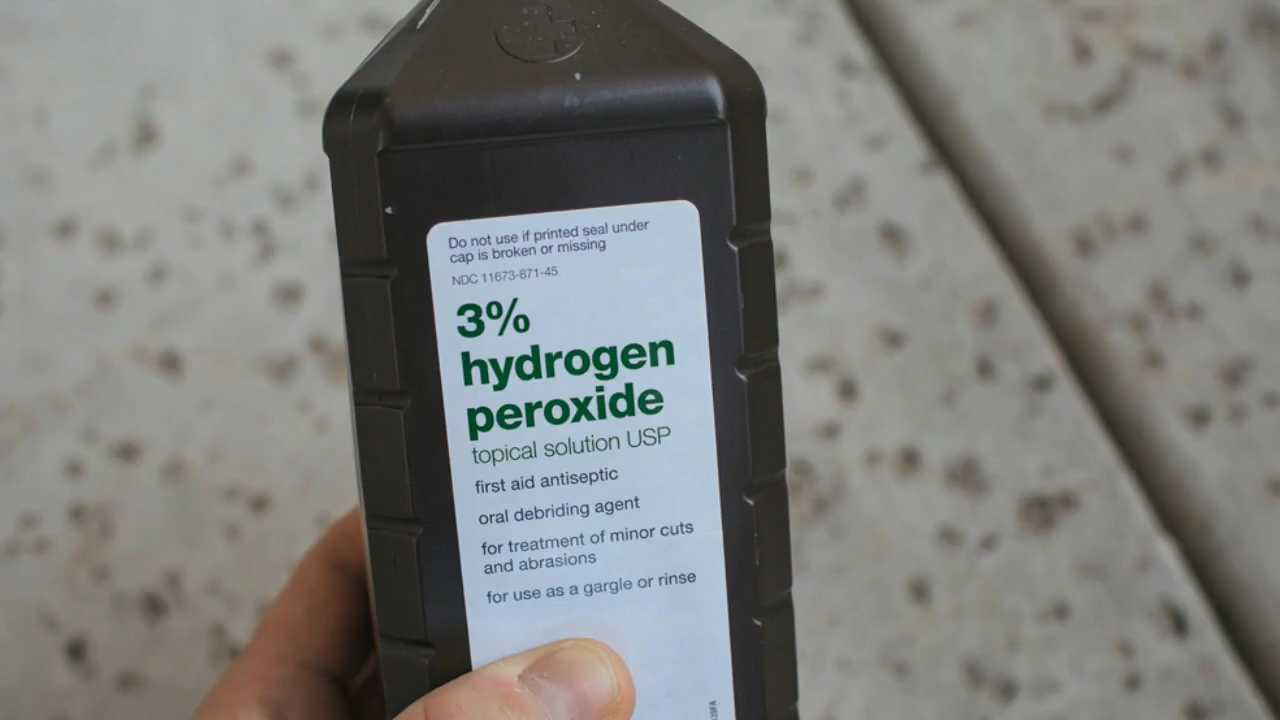 Do not use if printed seal under
cap is broken or missing
NDC 11673-871-45
3%
hydrogen
peroxide
topical solution USP
first aid antiseptic
oral debriding agent
for treatment of minor cuts
and abrasions
for use as a gargle or rinse